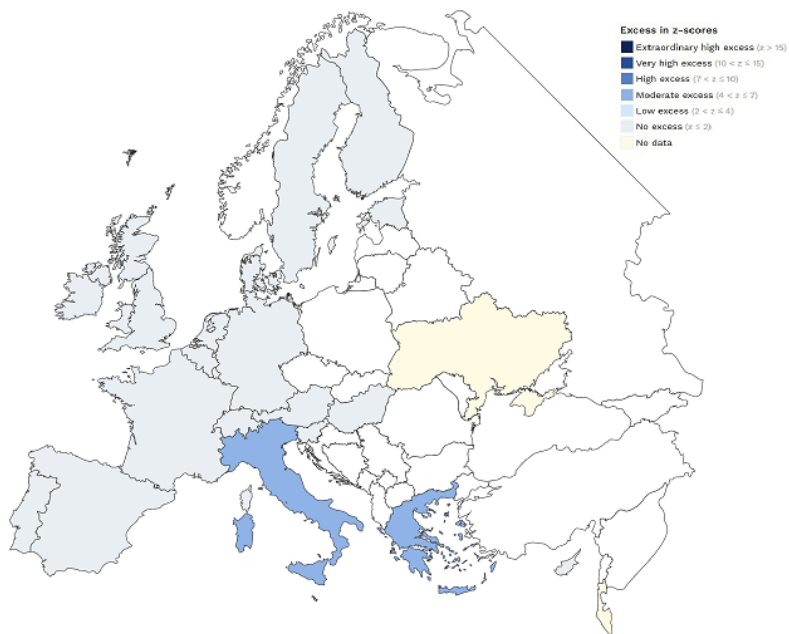 Excess in z-scores
Extraordinary high excess (z > 15)
Very high excess (10 < z ≤ 15)
High excess (7 < z ≤ 10)
Moderate excess (4 < z ≤ 7)
Low excess (2 < z ≤ 4)
No excess (z ≤ 2)
No data